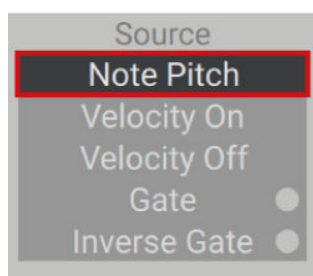 Source
Note Pitch
Velocity On
Velocity Off
Gate
Inverse Gate